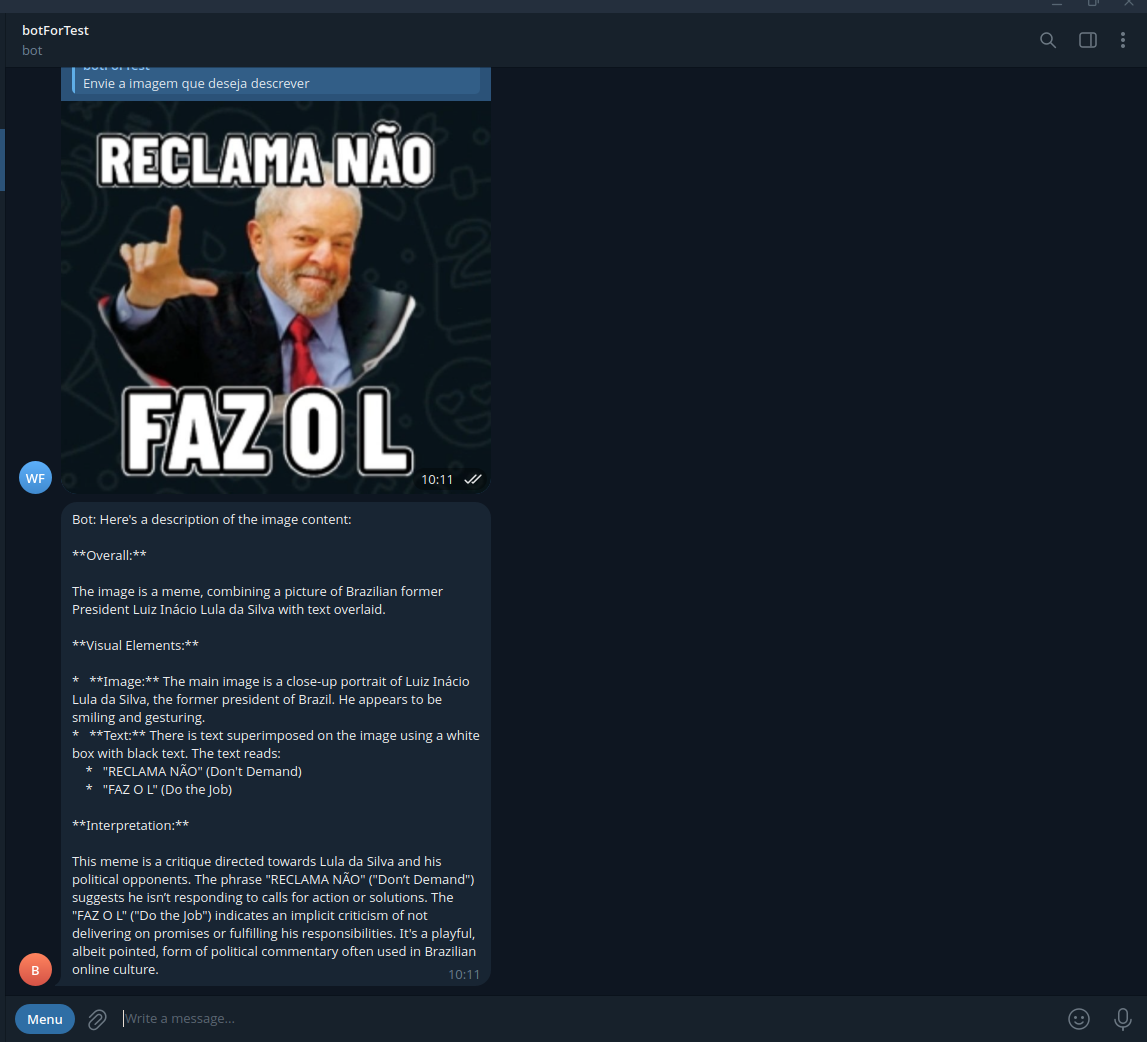 botForTest
bot
botForTest
Envie a imagem que deseja descrever
RECLAMA NÃO
FAZ O L
10:11
WF
Bot: Here's a description of the image content:
**Overall:**
The image is a meme, combining a picture of Brazilian former
President Luiz Inácio Lula da Silva with text overlaid.
**Visual Elements:**
*   **Image:** The main image is a close-up portrait of Luiz Inácio
Lula da Silva, the former president of Brazil. He appears to be
smiling and gesturing.
*   **Text:** There is text superimposed on the image using a white
box with black text. The text reads:
*   "RECLAMA NÃO" (Don't Demand)
*   "FAZ O L" (Do the Job)
**Interpretation:**
This meme is a critique directed towards Lula da Silva and his
political opponents. The phrase "RECLAMA NÃO" ("Don’t Demand")
suggests he isn’t responding to calls for action or solutions. The
"FAZ O L" ("Do the Job") indicates an implicit criticism of not
delivering on promises or fulfilling his responsibilities. It's a playful,
albeit pointed, form of political commentary often used in Brazilian
online culture.
10:11
B
Menu
Write a message...